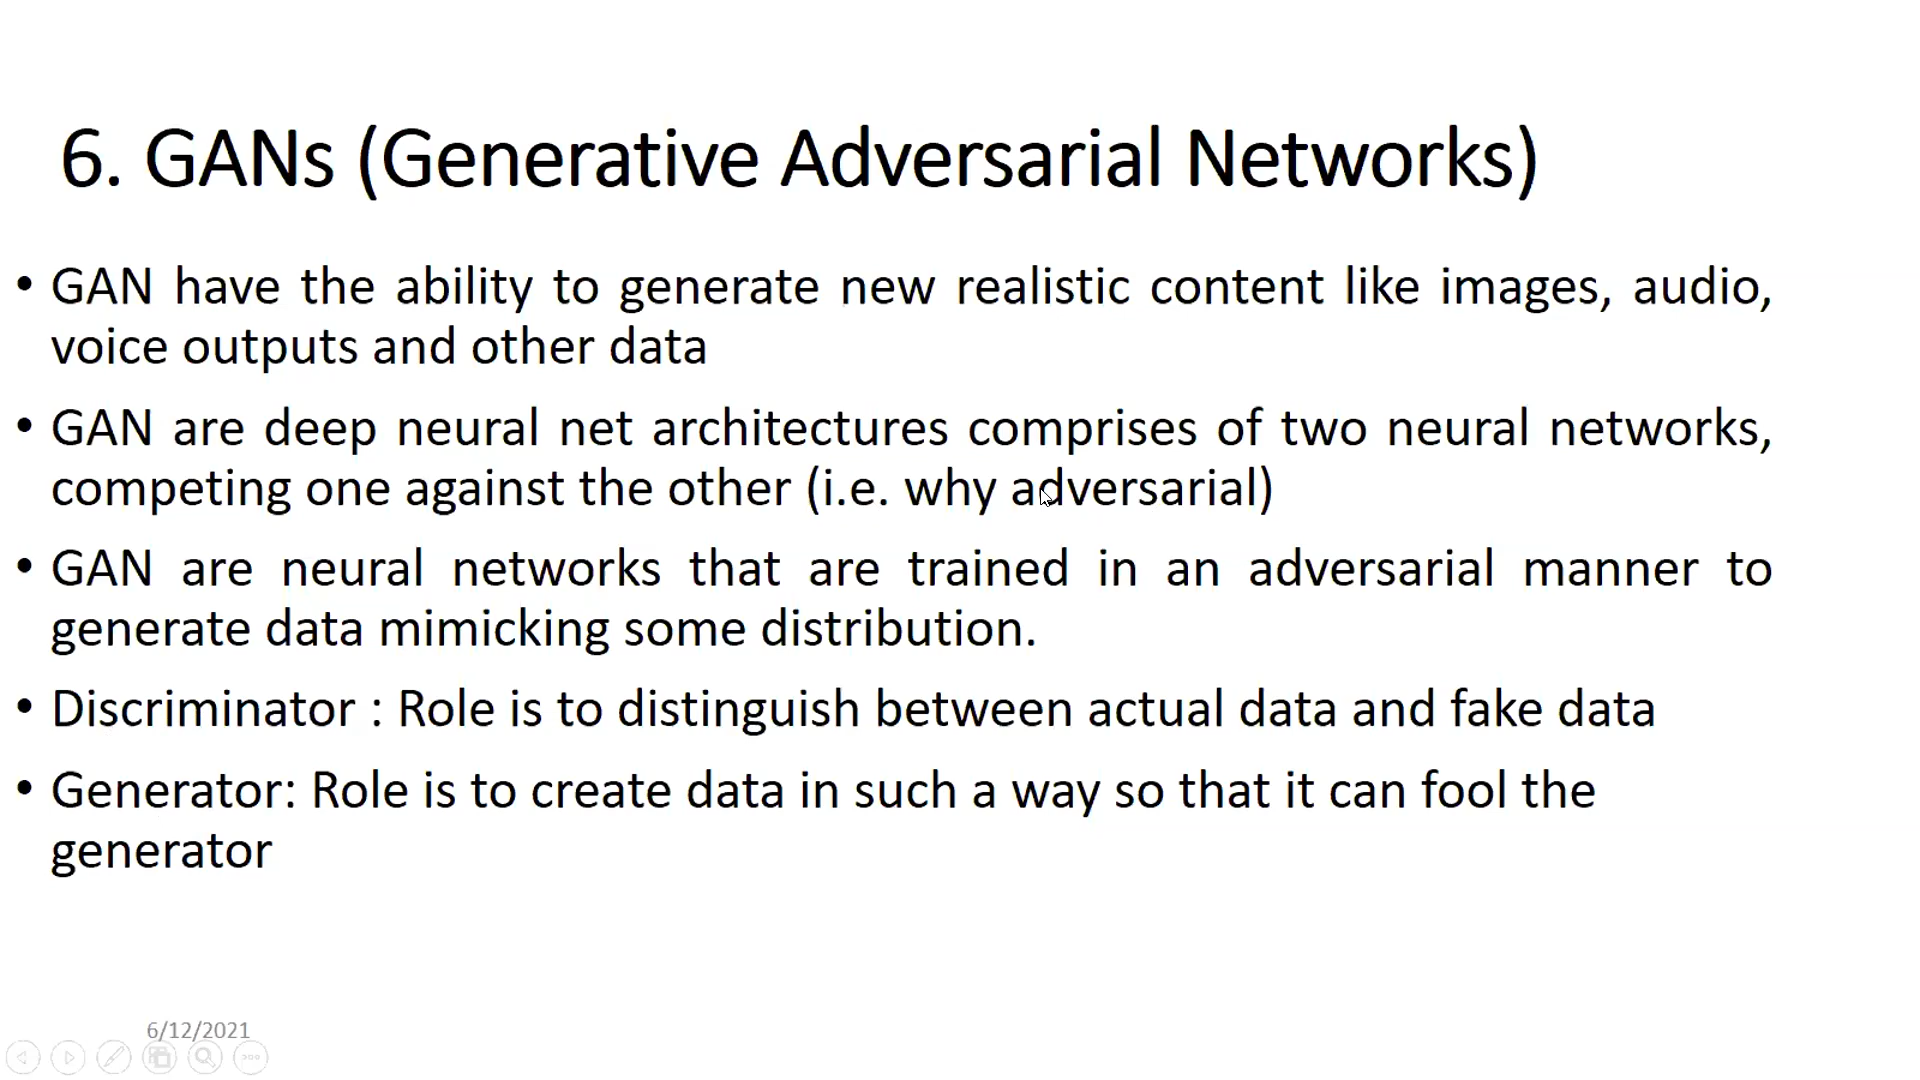 6. GANs (Generative Adversarial Networks)
• GAN have the ability to generate new realistic content like images, audio,
voice outputs and other data
• GAN are deep neural net architectures comprises of two neural networks,
competing one against the other (i.e. why adversarial)
• GAN are neural networks that are trained in an adversarial manner to
generate data mimicking some distribution.
• Discriminator : Role is to distinguish between actual data and fake data
• Generator: Role is to create data in such a way so that it can fool the
generator
6/12/2021